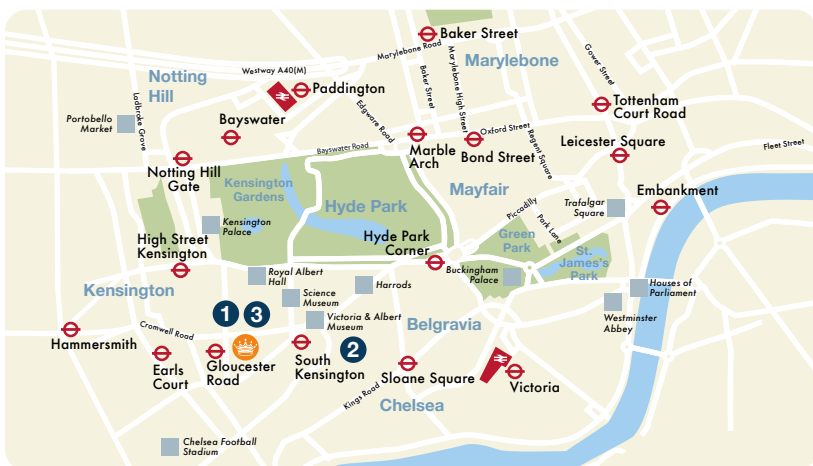 Baker Street
Marylebone Road
Marylebone
Gower Street
Westway A40(M)
Notting
Hill
Paddington
Baker Street
Marylebone High Street
Ladbroke Grove
Portobello
Market
Bayswater
Edgware Road
Tottenham
Court Road
Oxford Street
Regent Square
Leicester Square
Fleet Street
Bayswater Road
Marble
Arch
Bond Street
Notting Hill
Gate
Kensington
Gardens
Mayfair
Embankment
Hyde Park
Piccadilly
Trafalgar
Square
Park Lane
Kensington
Palace
High Street
Kensington
Hyde Park
Corner
Green
Park
St.
James's
Park
Buckingham
Palace
Royal Albert
Hall
Harrods
Science
Museum
Houses of
Parliament
Kensington
1
3
Victoria & Albert
Museum
Belgravia
Westminster
Abbey
Cromwell Road
Hammersmith
2
Earls
Court
Gloucester
Road
South
Kensington
Sloane Square
Victoria
Kings Road
Chelsea
Chelsea Football
Stadium